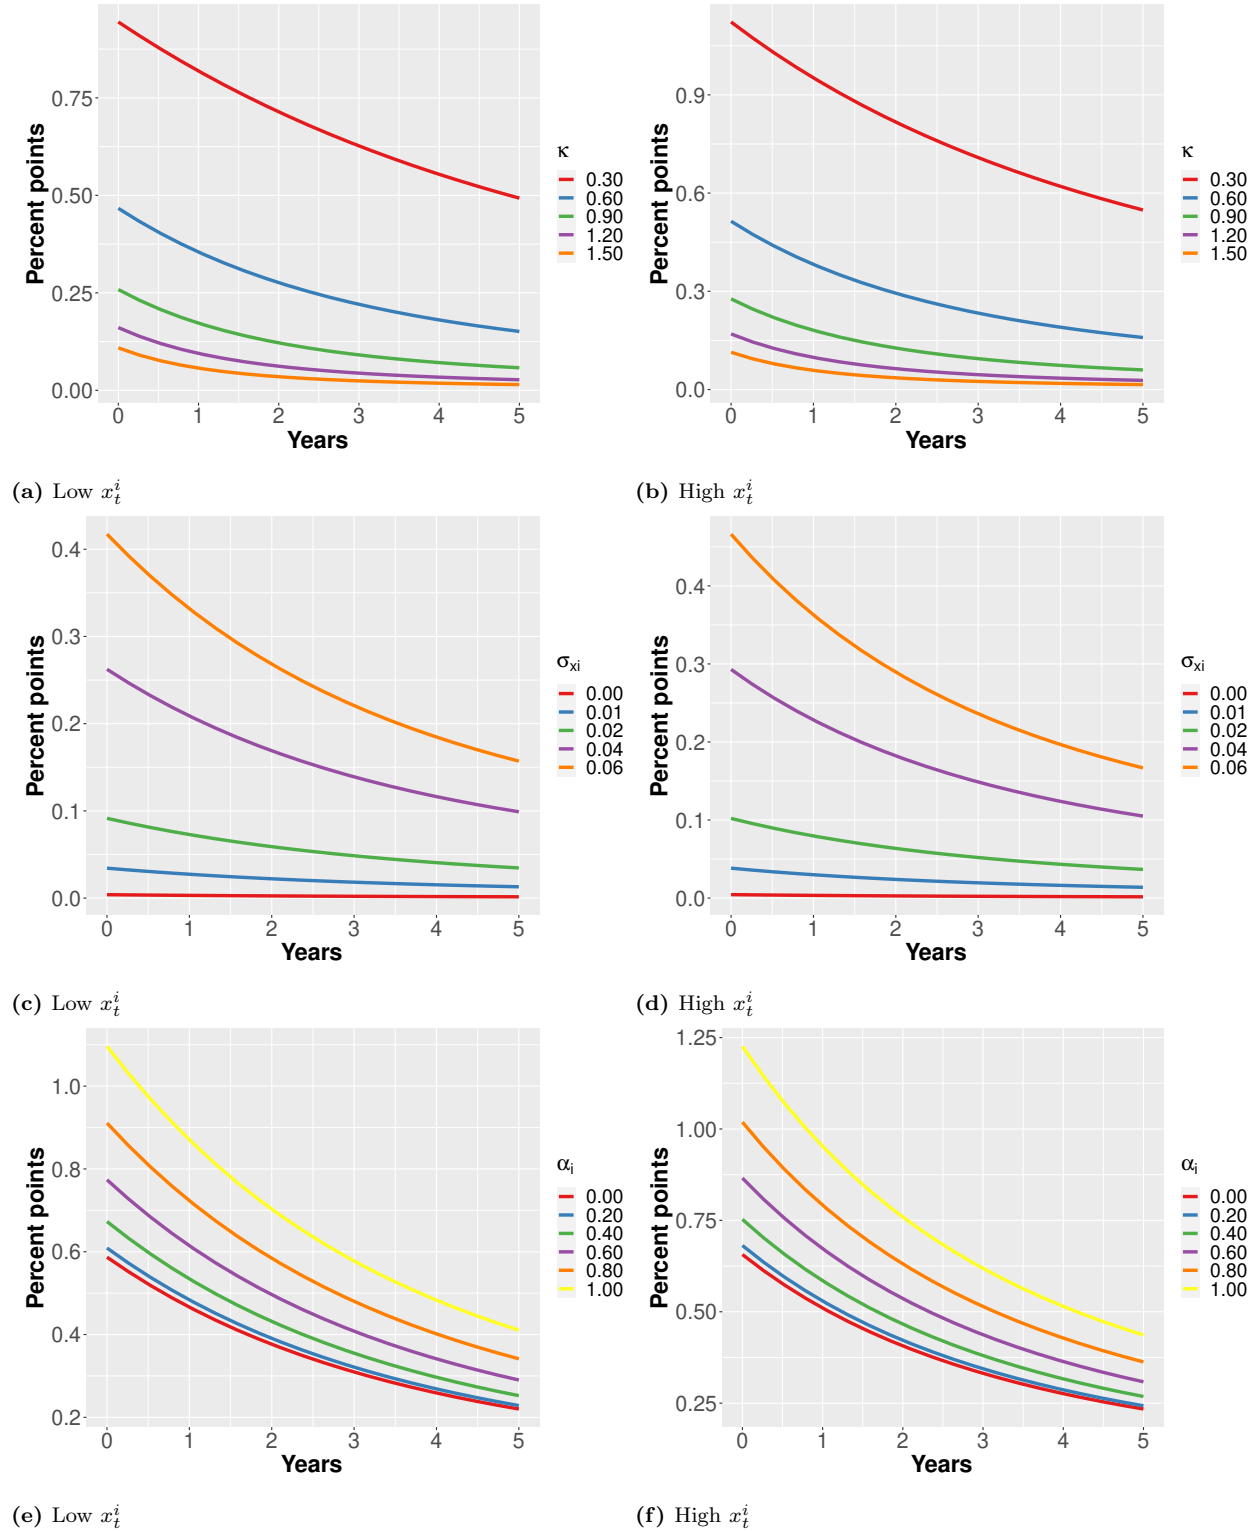 Percent points
0.75
0.50
0.25
0.00
0 1 2 3 4 5
Years
κ
0.30
0.60
0.90
1.20
1.50
(a) Low x_t^i
Percent points
0.9
0.6
0.3
0.0
0 1 2 3 4 5
Years
κ
0.30
0.60
0.90
1.20
1.50
(b) High x_t^i
Percent points
0.4
0.3
0.2
0.1
0.0
0 1 2 3 4 5
Years
σxi
0.00
0.01
0.02
0.04
0.06
(c) Low x_t^i
Percent points
0.4
0.3
0.2
0.1
0.0
0 1 2 3 4 5
Years
σxi
0.00
0.01
0.02
0.04
0.06
(d) High x_t^i
Percent points
1.0
0.8
0.6
0.4
0.2
0 1 2 3 4 5
Years
αi
0.00
0.20
0.40
0.60
0.80
1.00
(e) Low x_t^i
Percent points
1.25
1.00
0.75
0.50
0.25
0 1 2 3 4 5
Years
αi
0.00
0.20
0.40
0.60
0.80
1.00
(f) High x_t^i